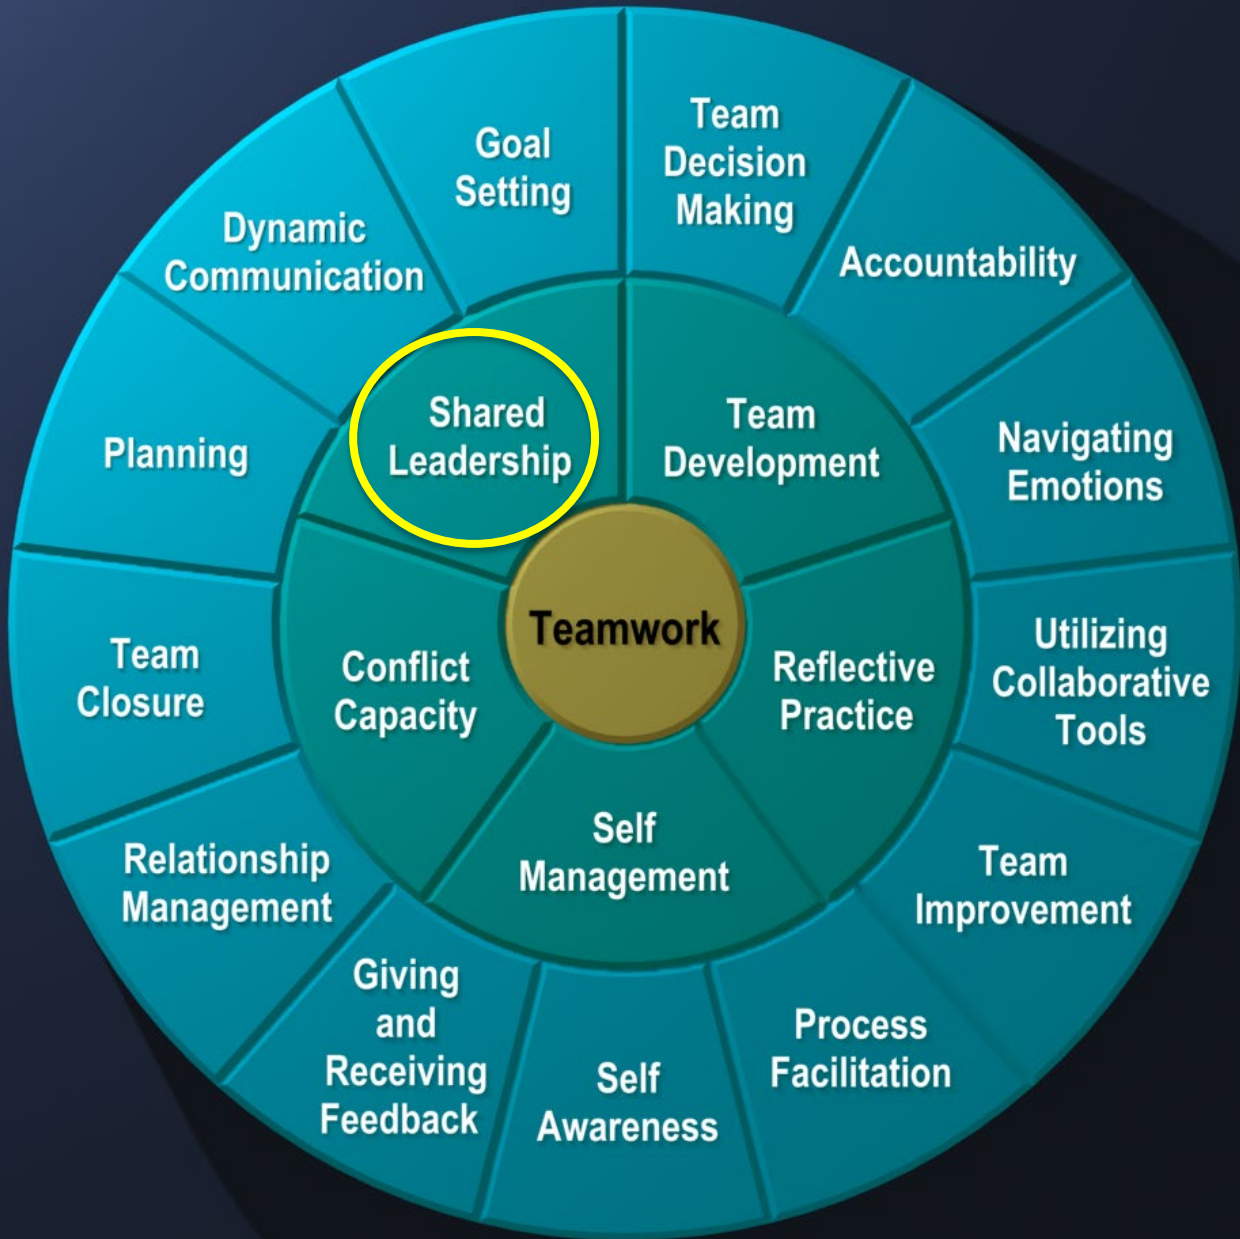 Goal
Setting
Team
Decision
Making
Dynamic
Communication
Accountability
Shared
Leadership
Team
Development
Planning
Navigating
Emotions
Teamwork
Team
Closure
Conflict
Capacity
Reflective
Practice
Utilizing
Collaborative
Tools
Self
Management
Relationship
Management
Team
Improvement
Giving
and
Receiving
Feedback
Self
Awareness
Process
Facilitation